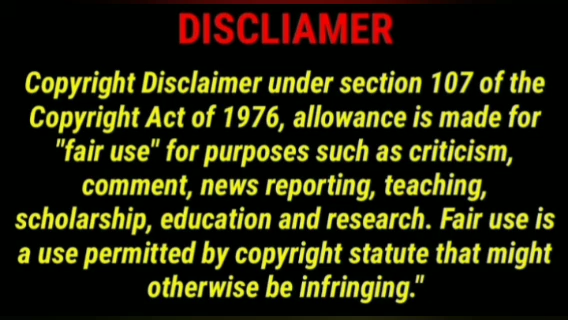 DISCLIAMER
Copyright Disclaimer under section 107 of the
Copyright Act of 1976, allowance is made for
"fair use" for purposes such as criticism,
comment, news reporting, teaching,
scholarship, education and research. Fair use is
a use permitted by copyright statute that might
otherwise be infringing."